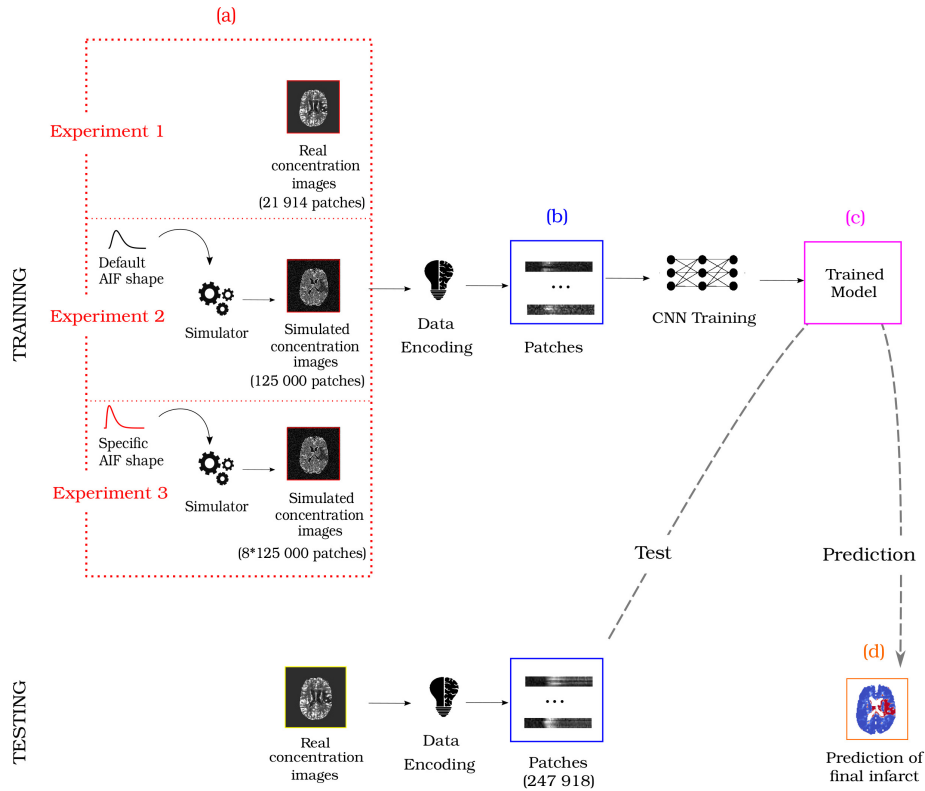 (a)
Experiment 1
Real
concentration
images
(21 914 patches)
TRAINING
Default
AIF shape
Experiment 2
Simulator
Simulated
concentration
images
(125 000 patches)
Specific
AIF shape
Experiment 3
Simulator
Simulated
concentration
images
(8*125 000 patches)
Data
Encoding
(b)
Patches
CNN Training
(c)
Trained
Model
Test
Prediction
TESTING
Real
concentration
images
Data
Encoding
Patches
(247 918)
(d)
Prediction of
final infarct